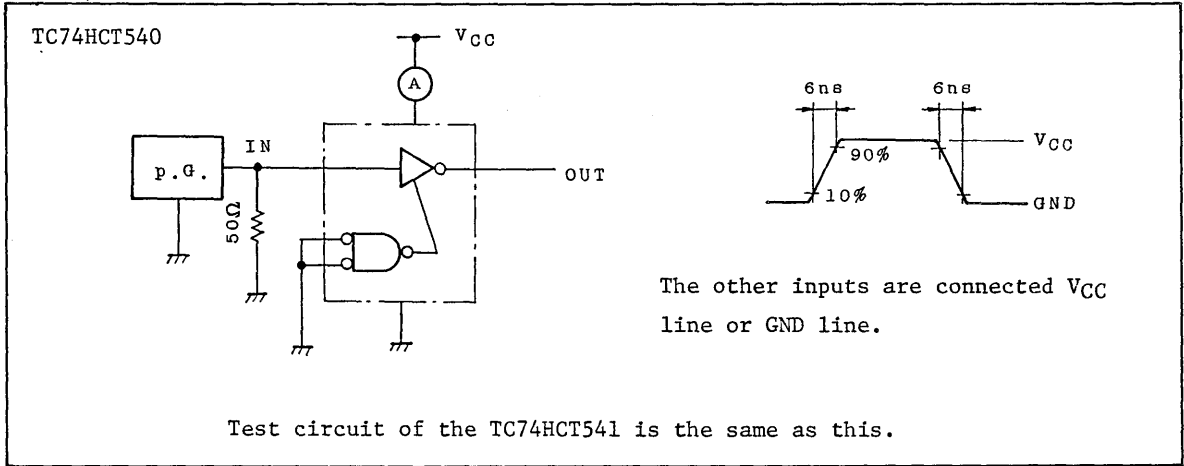 TC74HCT540
VCC
A
IN
P.G.
50Ω
OUT
6ns 6ns
VCC
90%
10%
GND
The other inputs are connected VCC
line or GND line.
Test circuit of the TC74HCT541 is the same as this.